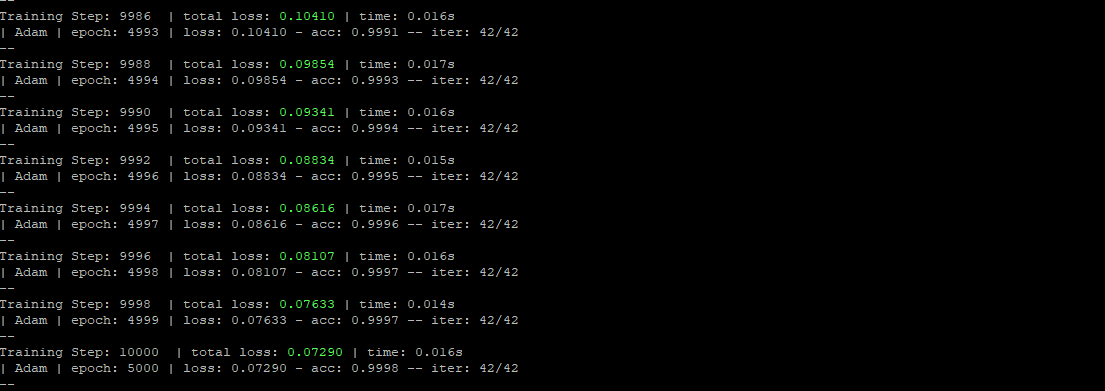 --
Training Step: 9986  | total loss: 0.10410 | time: 0.016s
| Adam | epoch: 4993 | loss: 0.10410 - acc: 0.9991 -- iter: 42/42
--
Training Step: 9988  | total loss: 0.09854 | time: 0.017s
| Adam | epoch: 4994 | loss: 0.09854 - acc: 0.9993 -- iter: 42/42
--
Training Step: 9990  | total loss: 0.09341 | time: 0.016s
| Adam | epoch: 4995 | loss: 0.09341 - acc: 0.9994 -- iter: 42/42
--
Training Step: 9992  | total loss: 0.08834 | time: 0.015s
| Adam | epoch: 4996 | loss: 0.08834 - acc: 0.9995 -- iter: 42/42
--
Training Step: 9994  | total loss: 0.08616 | time: 0.017s
| Adam | epoch: 4997 | loss: 0.08616 - acc: 0.9996 -- iter: 42/42
--
Training Step: 9996  | total loss: 0.08107 | time: 0.016s
| Adam | epoch: 4998 | loss: 0.08107 - acc: 0.9997 -- iter: 42/42
--
Training Step: 9998  | total loss: 0.07633 | time: 0.014s
| Adam | epoch: 4999 | loss: 0.07633 - acc: 0.9997 -- iter: 42/42
--
Training Step: 10000  | total loss: 0.07290 | time: 0.016s
| Adam | epoch: 5000 | loss: 0.07290 - acc: 0.9998 -- iter: 42/42
--